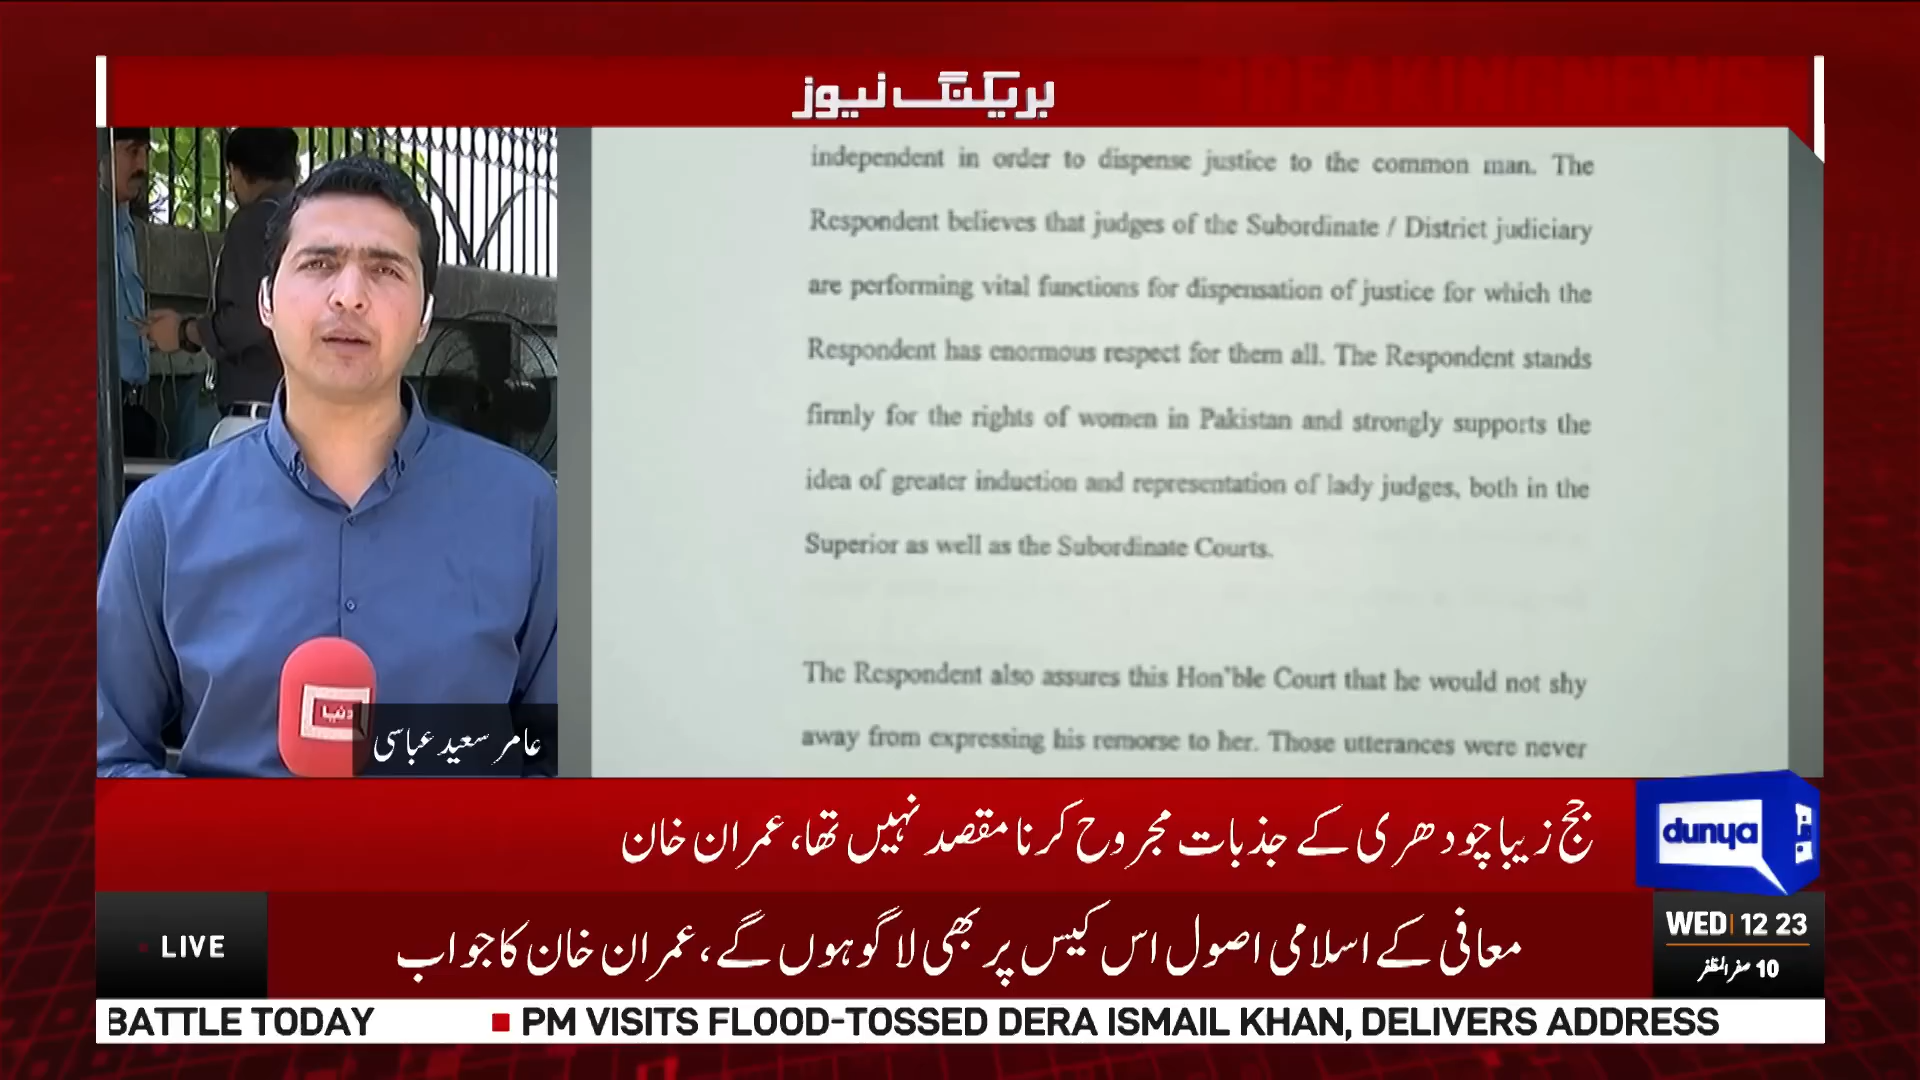 بریکنگ نیوز
independent in order to dispense justice to the common man. The
Respondent believes that judges of the Subordinate / District judiciary
are performing vital functions for dispensation of justice for which the
Respondent has enormous respect for them all. The Respondent stands
firmly for the rights of women in Pakistan and strongly supports the
idea of greater induction and representation of lady judges, both in the
Superior as well as the Subordinate Courts.
The Respondent also assures this Hon'ble Court that he would not shy
away from expressing his remorse to her. Those utterances were never
دنیا
عامر سعید عباسی
جج زیبا چودھری کے جذبات مجروح کرنا مقصد نہیں تھا، عمران خان
dunya
LIVE
معافی کے اسلامی اصول اس کیس پر بھی لاگو ہوں گے، عمران خان کا جواب
WED 12 23
10 صفر المظفر
BATTLE TODAY
PM VISITS FLOOD-TOSSED DERA ISMAIL KHAN, DELIVERS ADDRESS